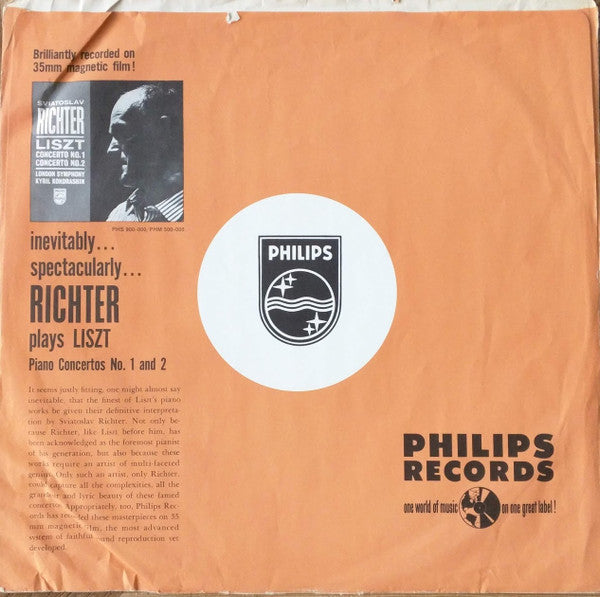 Brilliantly recorded on
35mm magnetic film!
SVIATOSLAV
RICHTER
LISZT
CONCERTO NO.1
CONCERTO NO.2
LONDON SYMPHONY
KYRIL KONDRASHIN
PHS 900-000, PHM 500-000
inevitably...
spectacularly...
RICHTER
plays LISZT
Piano Concertos No. 1 and 2
It seems justly fitting, one might almost say
inevitable, that the finest of Liszt's piano
works be given their definitive interpreta-
tion by Sviatoslav Richter. Not only be-
cause Richter, like Liszt before him, has
been acknowledged as the foremost pianist
of his generation, but also because these
works require an artist of multi-faceted
genius. Only such an artist, only Richter,
could capture all the complexities, all the
grandeur and lyric beauty of these famed
concertos. Appropriately, too, Philips Rec-
ords has recorded these masterpieces on 35
mm magnetic film, the most advanced
system of faithful sound reproduction yet
developed.
PHILIPS
PHILIPS
RECORDS
one world of music on one great label!